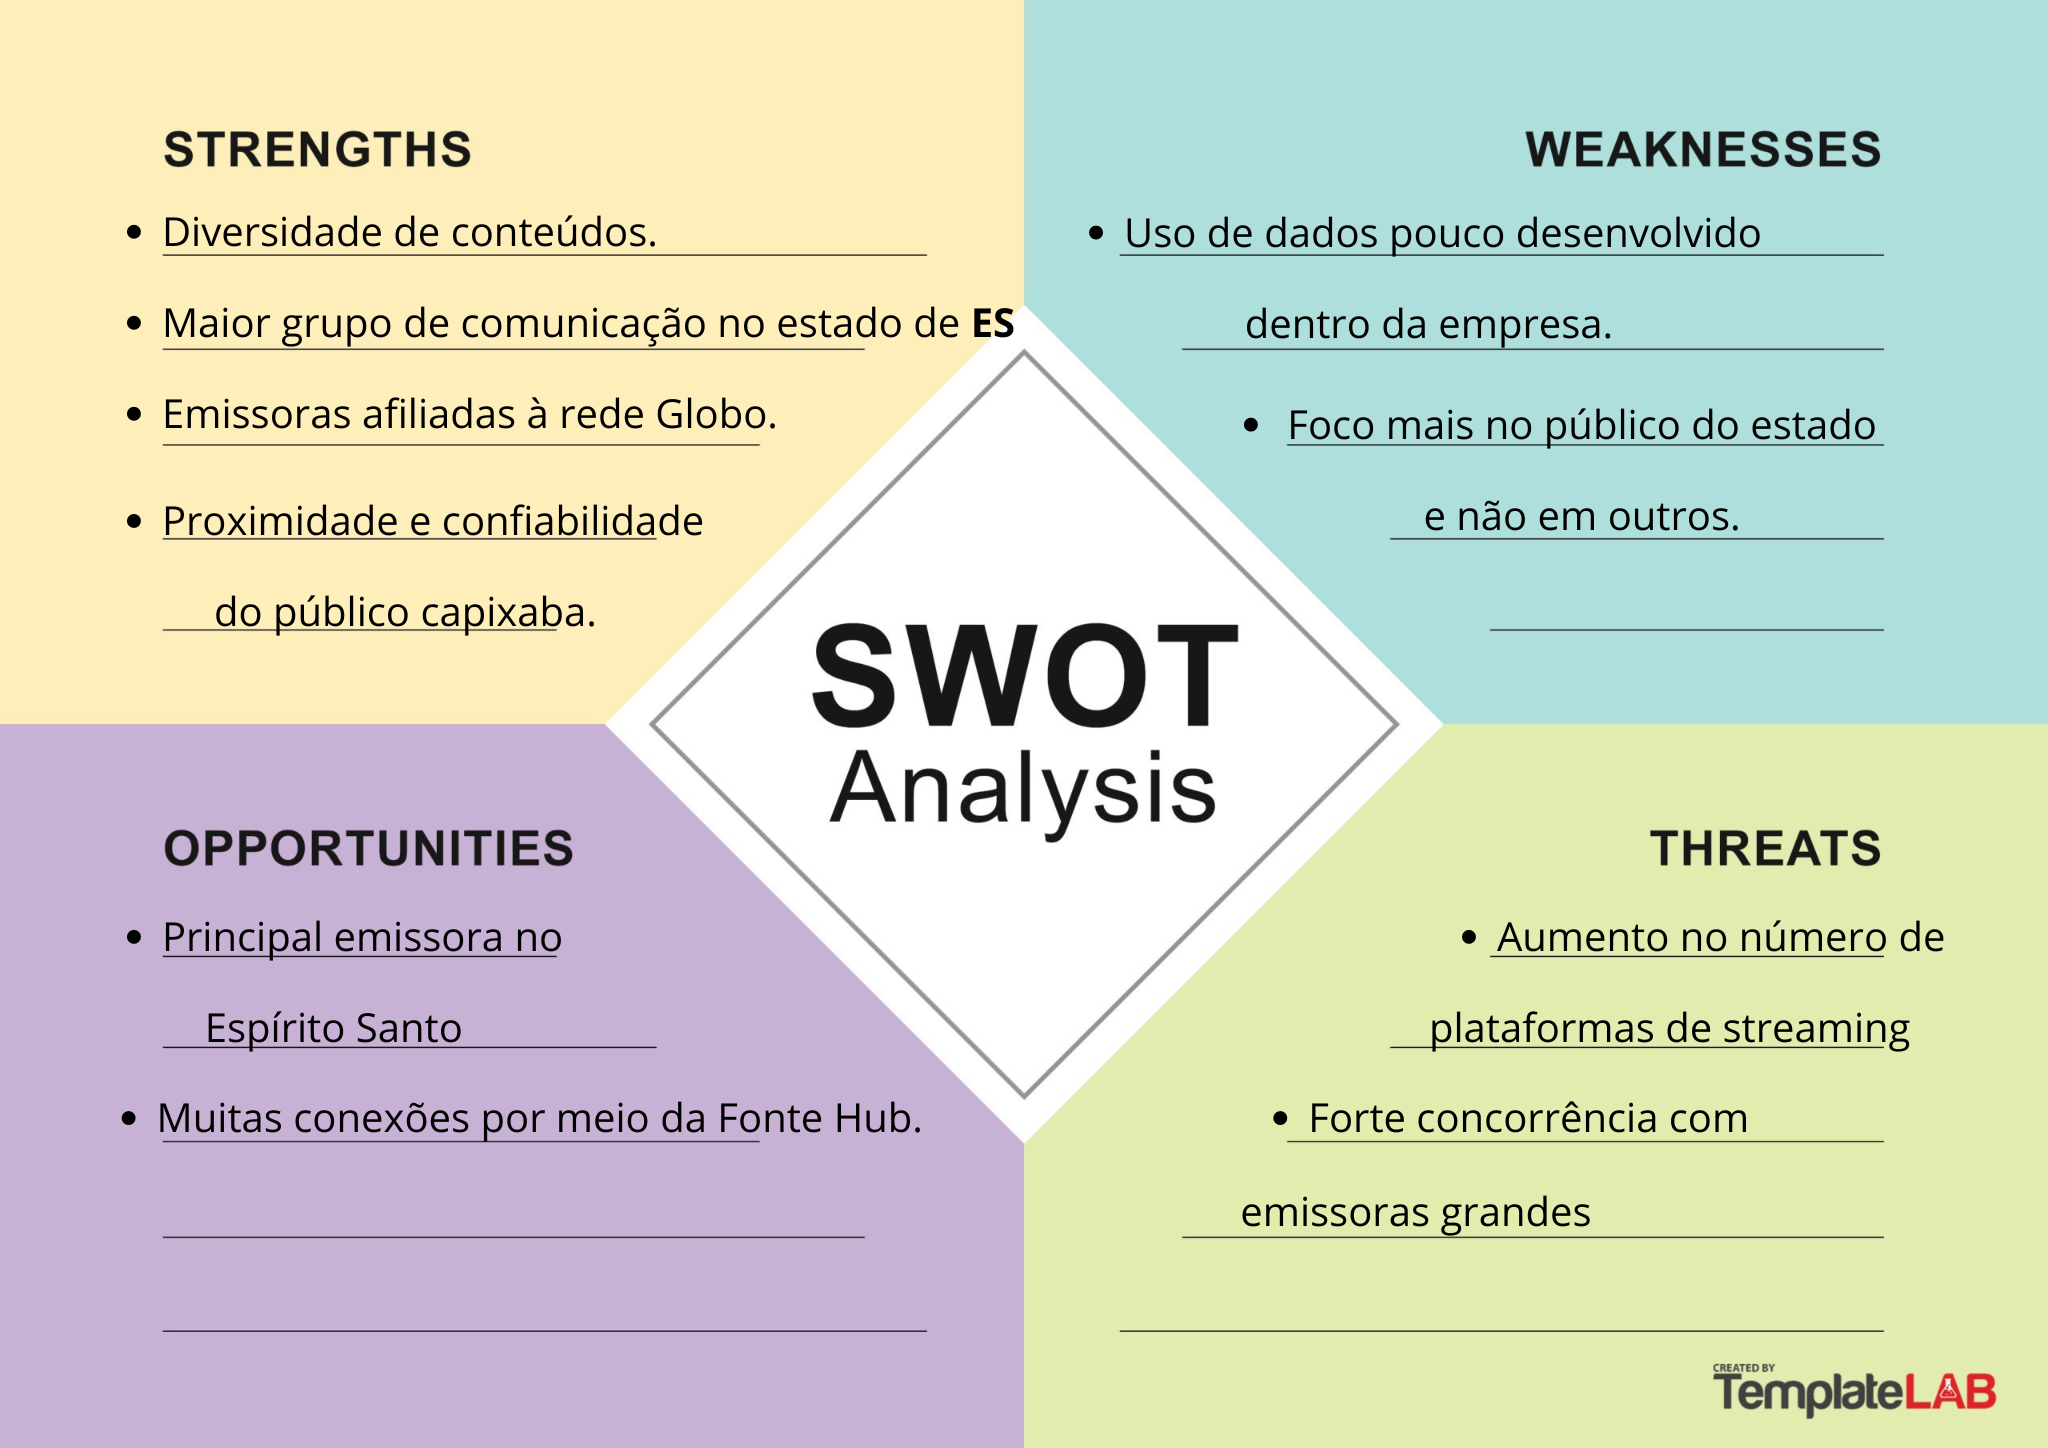 STRENGTHS
• Diversidade de conteúdos.
• Maior grupo de comunicação no estado de ES
• Emissoras afiliadas à rede Globo.
• Proximidade e confiabilidade
do público capixaba.
WEAKNESSES
• Uso de dados pouco desenvolvido
dentro da empresa.
• Foco mais no público do estado
e não em outros.
SWOT
Analysis
OPPORTUNITIES
• Principal emissora no
Espírito Santo
• Muitas conexões por meio da Fonte Hub.
THREATS
• Aumento no número de
plataformas de streaming
• Forte concorrência com
emissoras grandes
CREATED BY
TemplateLAB